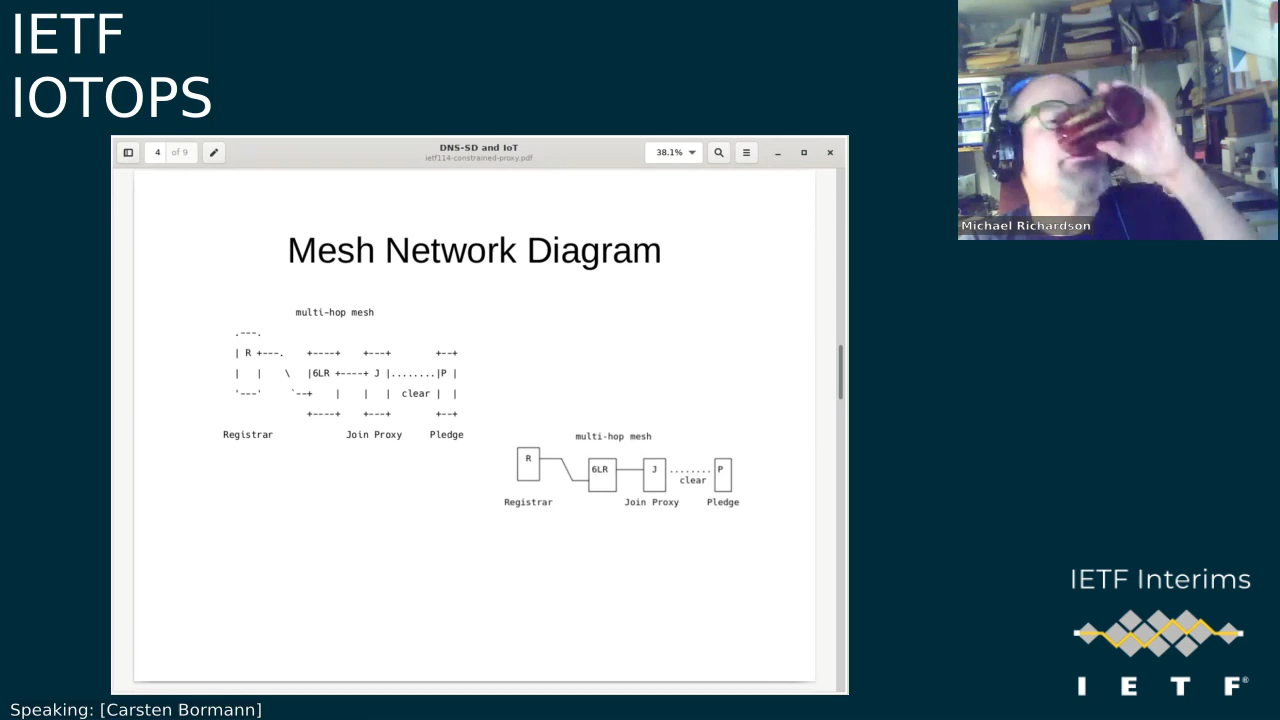 IETF
IOTOPS
4 of 9
DNS-SD and IoT
ietf114-constrained-proxy.pdf
38.1%
Mesh Network Diagram
multi-hop mesh
.---.
| R +---.    +----+    +---+        +--+
|   |    \   |6LR +----+ J |........|P |
'---'     `--+    |    |   |  clear |  |
+----+    +---+        +--+
Registrar             Join Proxy     Pledge
multi-hop mesh
R
6LR
J ........ P
clear
Registrar Join Proxy Pledge
Michael Richardson
IETF Interims
I E T F®
Speaking: [Carsten Bormann]